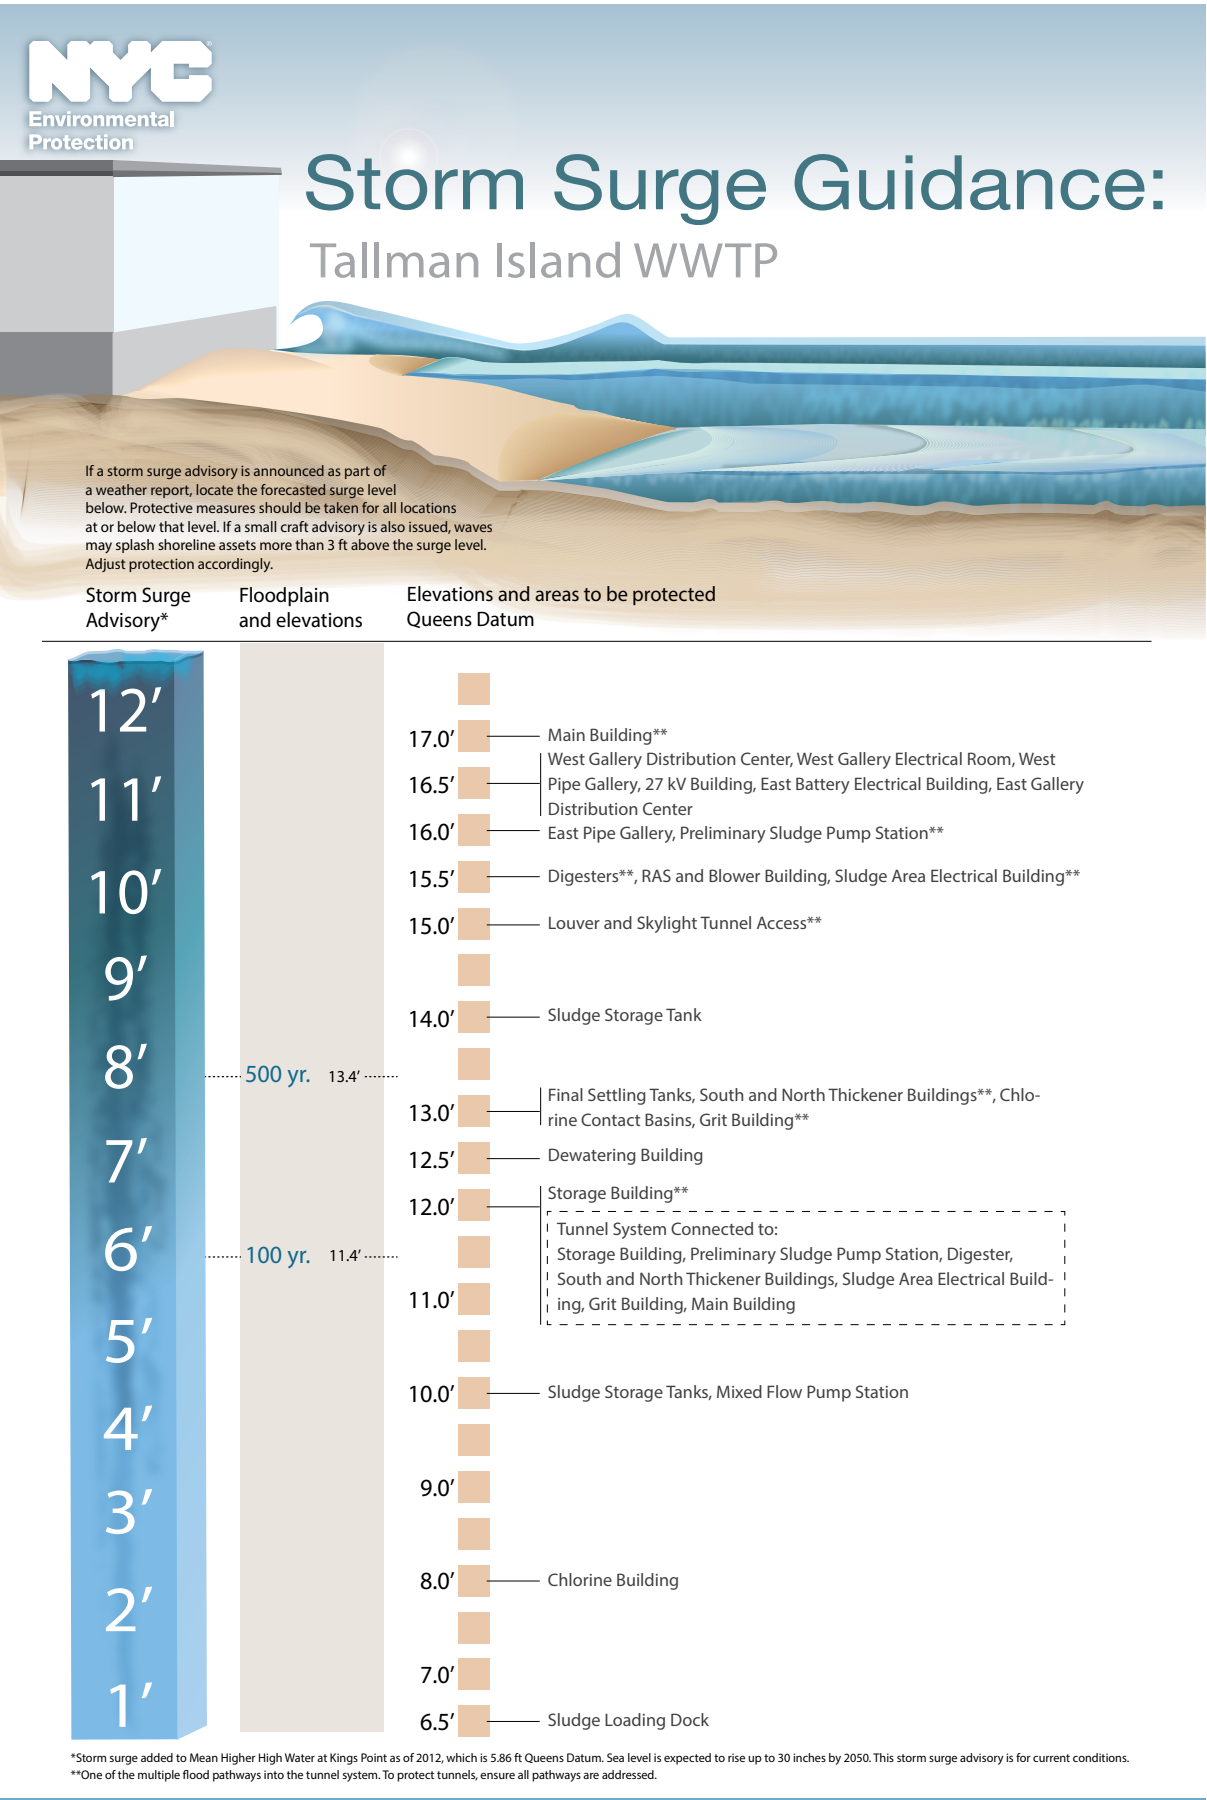 NYC
Environmental
Protection
Storm Surge Guidance:
Tallman Island WWTP
If a storm surge advisory is announced as part of
a weather report, locate the forecasted surge level
below. Protective measures should be taken for all locations
at or below that level. If a small craft advisory is also issued, waves
may splash shoreline assets more than 3 ft above the surge level.
Adjust protection accordingly.
Storm Surge
Advisory*
Floodplain
and elevations
Elevations and areas to be protected
Queens Datum
12′
11′
10′
9′
8′
7′
6′
5′
4′
3′
2′
1′
500 yr. 13.4′
100 yr. 11.4′
17.0′ Main Building**
16.5′
West Gallery Distribution Center, West Gallery Electrical Room, West
Pipe Gallery, 27 kV Building, East Battery Electrical Building, East Gallery
Distribution Center
16.0′ East Pipe Gallery, Preliminary Sludge Pump Station**
15.5′ Digesters**, RAS and Blower Building, Sludge Area Electrical Building**
15.0′ Louver and Skylight Tunnel Access**
14.0′ Sludge Storage Tank
13.0′
Final Settling Tanks, South and North Thickener Buildings**, Chlo-
rine Contact Basins, Grit Building**
12.5′ Dewatering Building
12.0′ Storage Building**
Tunnel System Connected to:
Storage Building, Preliminary Sludge Pump Station, Digester,
South and North Thickener Buildings, Sludge Area Electrical Build-
ing, Grit Building, Main Building
11.0′
10.0′ Sludge Storage Tanks, Mixed Flow Pump Station
9.0′
8.0′ Chlorine Building
7.0′
6.5′ Sludge Loading Dock
*Storm surge added to Mean Higher High Water at Kings Point as of 2012, which is 5.86 ft Queens Datum. Sea level is expected to rise up to 30 inches by 2050. This storm surge advisory is for current conditions.
**One of the multiple flood pathways into the tunnel system. To protect tunnels, ensure all pathways are addressed.